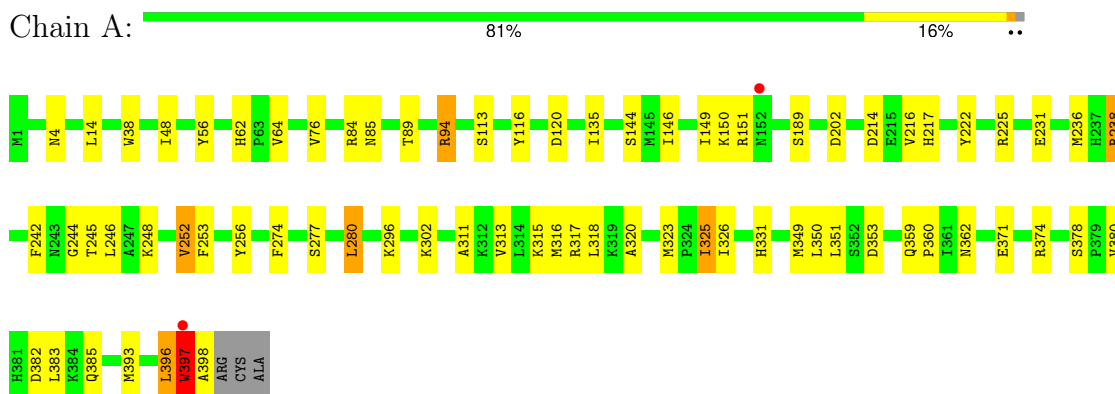 Chain A:
81% 16% ••
M1 N4 L14 W38 I48 Y56 H62 P63 V64 V76 R84 N85 T89 R94 S113 Y116 D120 I135 S144 M145 I146 I149 K150 R151 N152 S189 D202 D214 E215 V216 H217 Y222 R225 E231 M236 H237
F242 N243 G244 T245 L246 A247 K248 V252 F253 Y256 F274 S277 L280 K296 K302 A311 K312 V313 L314 K315 M316 R317 L318 K319 A320 M323 P324 I325 I326 H331 M349 L350 L351 S352 D353 Q359 P360 I361 N362 E371 R374 S378 P379
H381 D382 L383 K384 Q385 M393 L396 W397 A398 ARG CYS ALA